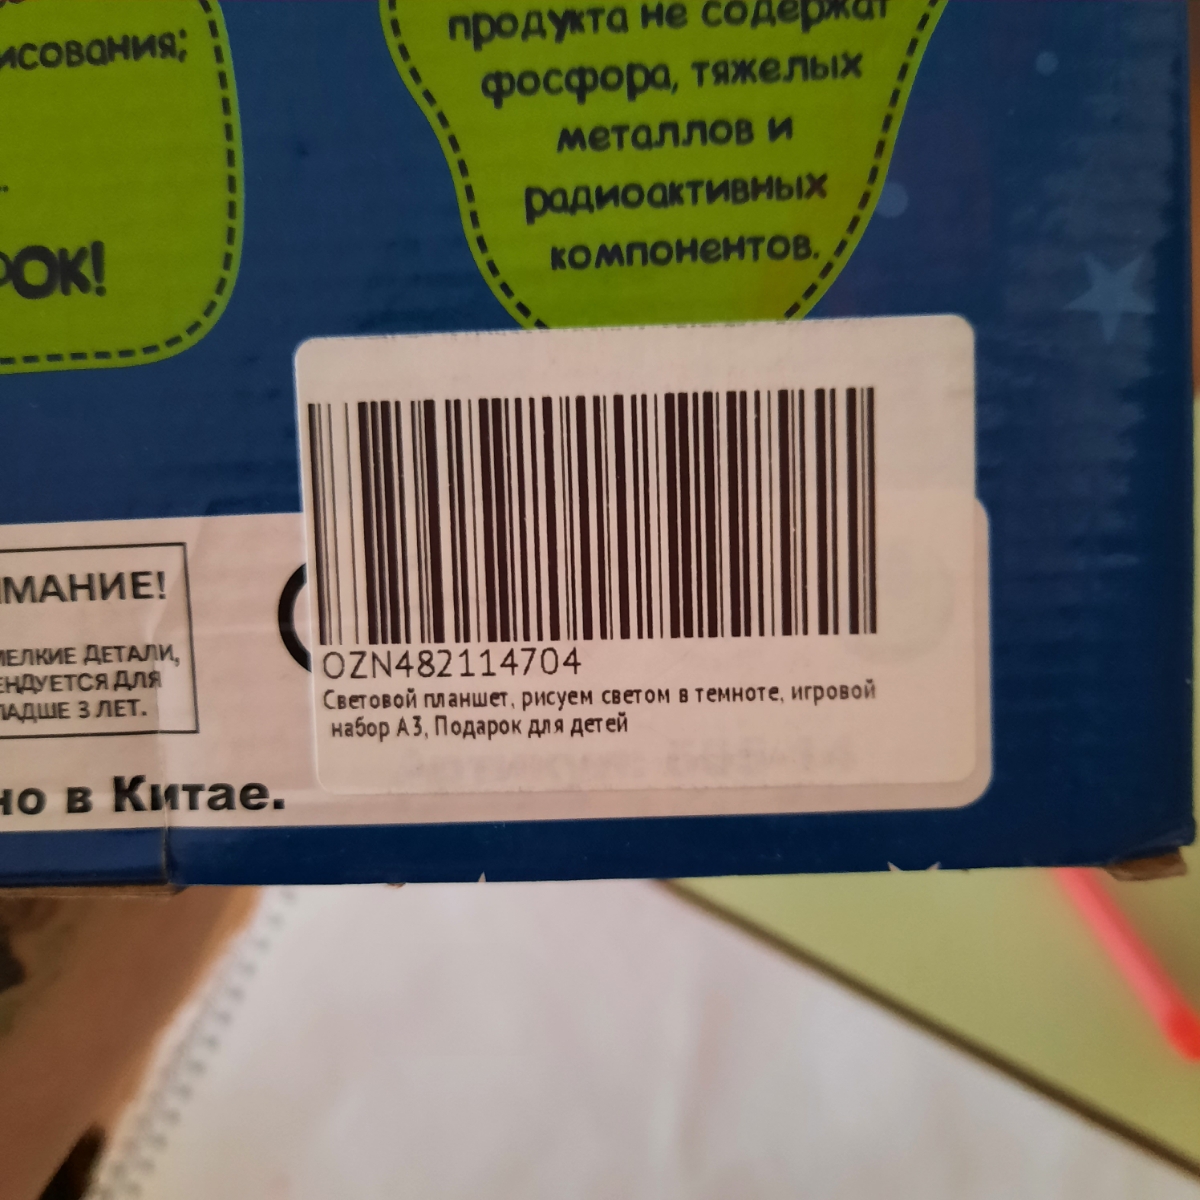 исования;
РОК!
продукта не содержат
фосфора, тяжелых
металлов и
радиоактивных
компонентов.
МАНИЕ!
МЕЛКИЕ ДЕТАЛИ,
ЕНДУЕТСЯ ДЛЯ
ЛАДШЕ 3 ЛЕТ.
но в Китае.
OZN482114704
Световой планшет, рисуем светом в темноте, игровой
набор А3, Подарок для детей